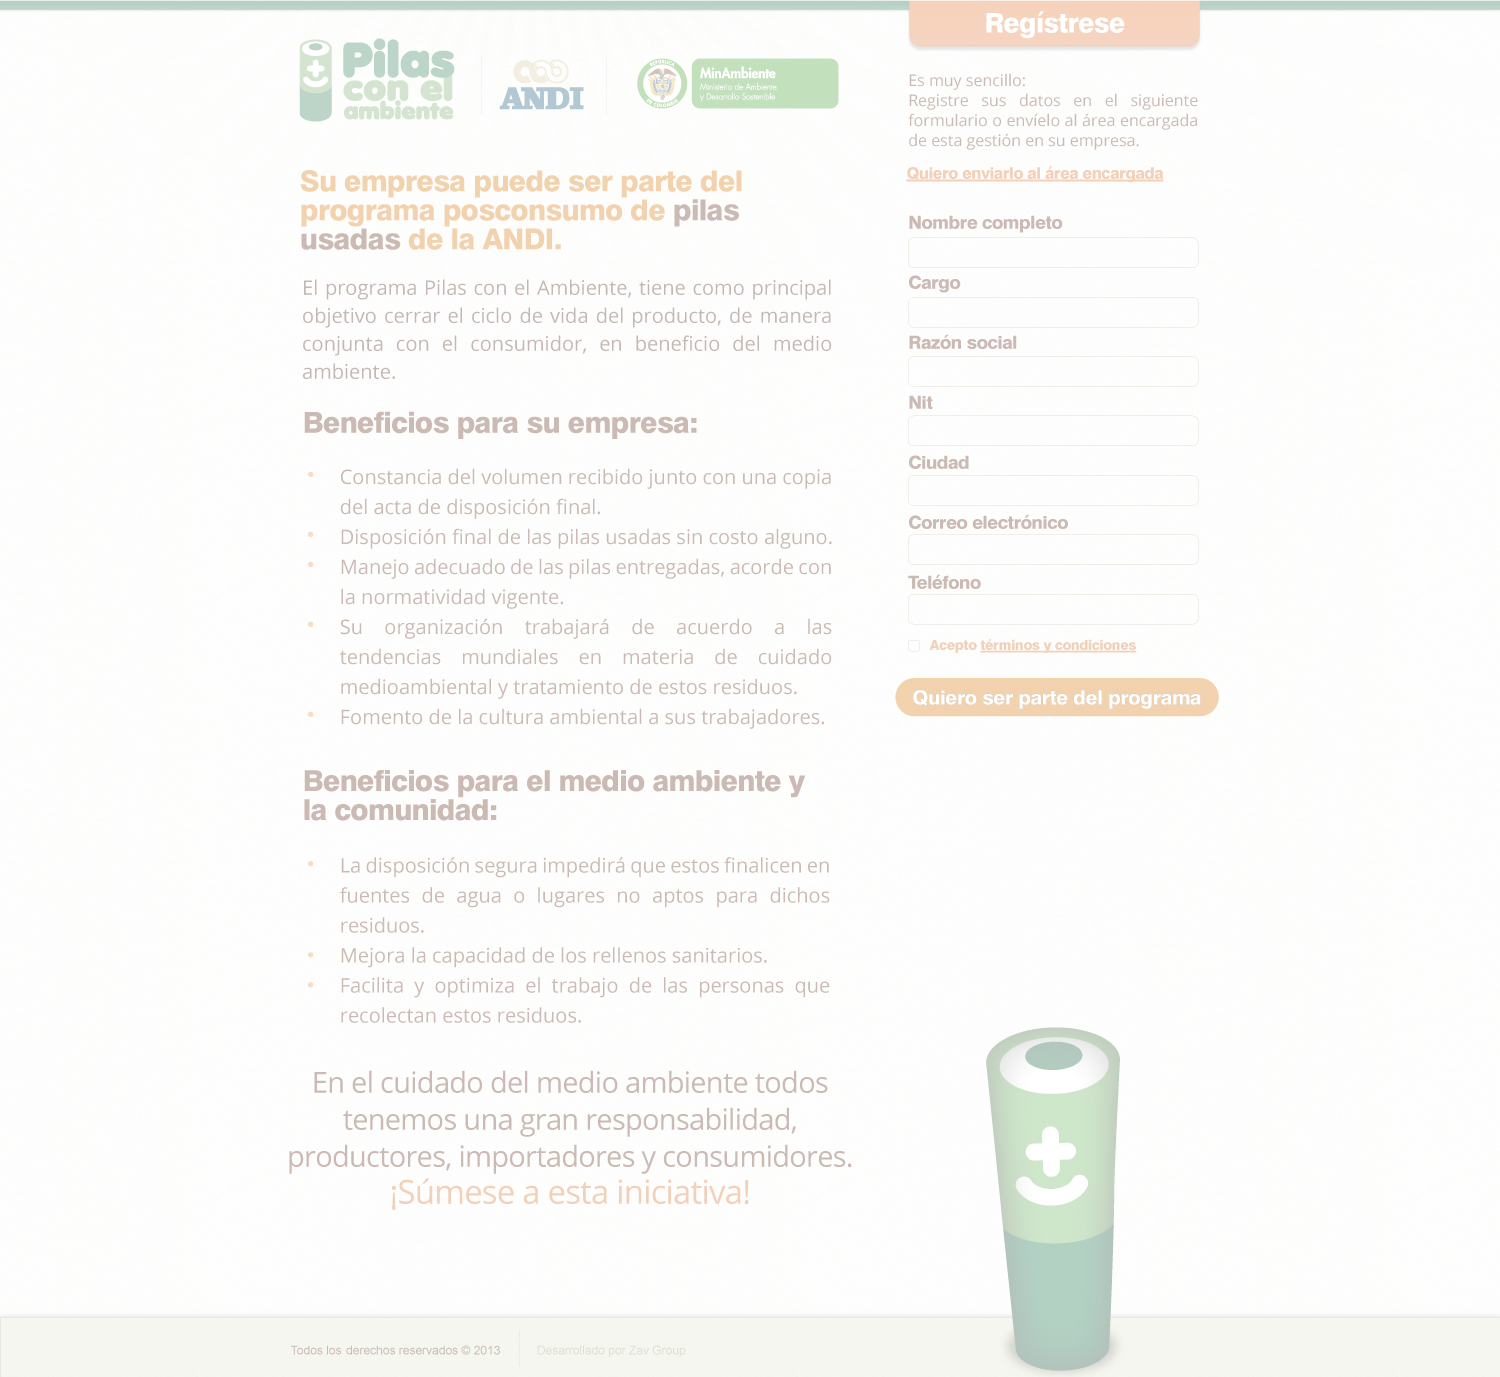 Pilas
con el
ambiente
ANDI
REPÚBLICA
DE COLOMBIA
MinAmbiente
Ministerio de Ambiente
y Desarrollo Sostenible
Su empresa puede ser parte del
programa posconsumo de pilas
usadas de la ANDI.
El programa Pilas con el Ambiente, tiene como principal
objetivo cerrar el ciclo de vida del producto, de manera
conjunta con el consumidor, en beneficio del medio
ambiente.
Beneficios para su empresa:
• Constancia del volumen recibido junto con una copia
del acta de disposición final.
• Disposición final de las pilas usadas sin costo alguno.
• Manejo adecuado de las pilas entregadas, acorde con
la normatividad vigente.
• Su organización trabajará de acuerdo a las
tendencias mundiales en materia de cuidado
medioambiental y tratamiento de estos residuos.
• Fomento de la cultura ambiental a sus trabajadores.
Beneficios para el medio ambiente y
la comunidad:
• La disposición segura impedirá que estos finalicen en
fuentes de agua o lugares no aptos para dichos
residuos.
• Mejora la capacidad de los rellenos sanitarios.
• Facilita y optimiza el trabajo de las personas que
recolectan estos residuos.
En el cuidado del medio ambiente todos
tenemos una gran responsabilidad,
productores, importadores y consumidores.
¡Súmese a esta iniciativa!
Regístrese
Es muy sencillo:
Registre sus datos en el siguiente
formulario o envíelo al área encargada
de esta gestión en su empresa.
Quiero enviarlo al área encargada
Nombre completo
Cargo
Razón social
Nit
Ciudad
Correo electrónico
Teléfono
Acepto términos y condiciones
Quiero ser parte del programa
Todos los derechos reservados © 2013
Desarrollado por Zav Group